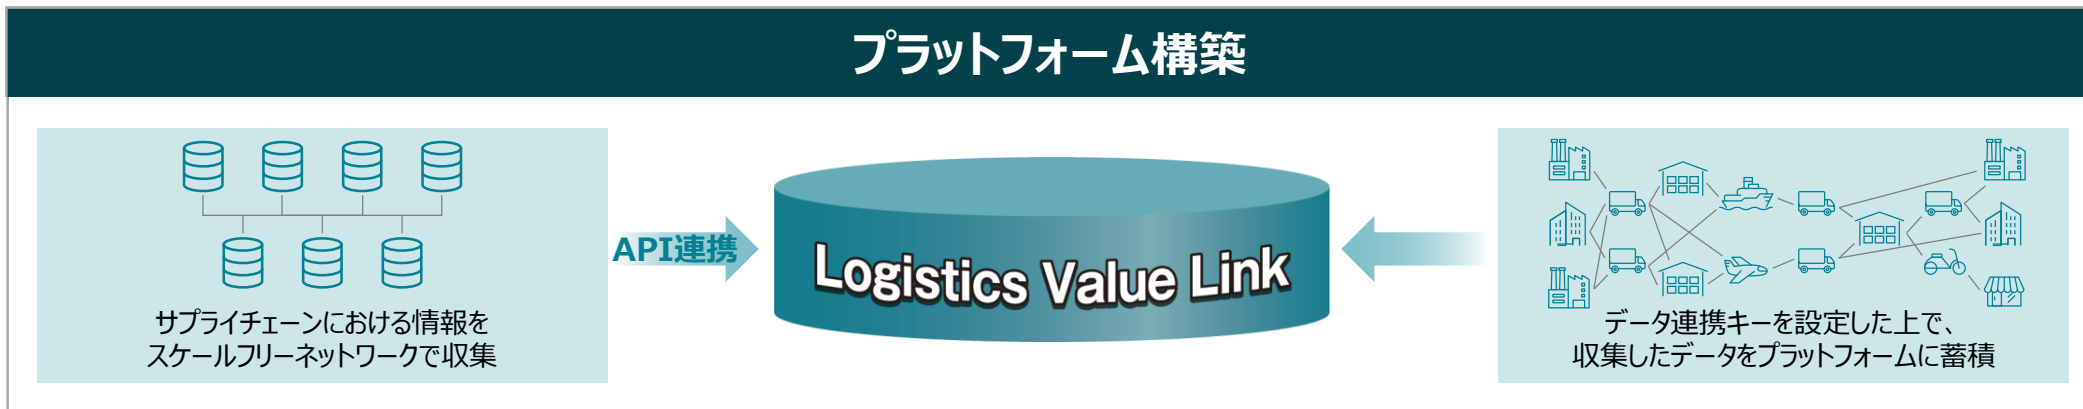 プラットフォーム構築
サプライチェーンにおける情報を
スケールフリーネットワークで収集
API連携
Logistics Value Link
データ連携キーを設定した上で、
収集したデータをプラットフォームに蓄積